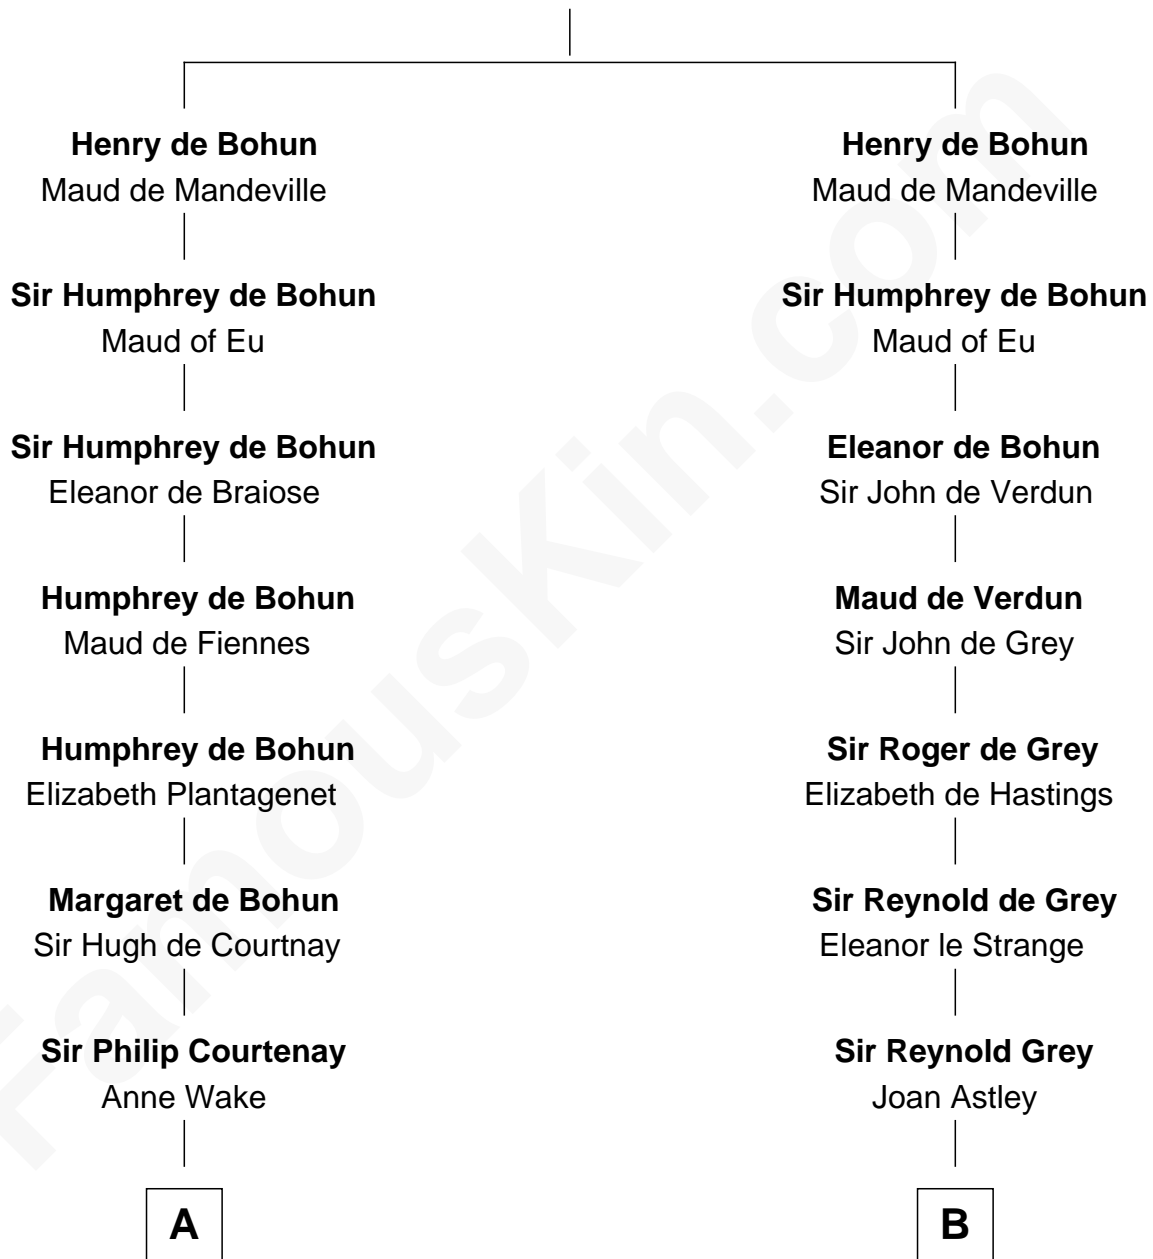 Henry de Bohun
Maud de Mandeville
Sir Humphrey de Bohun
Maud of Eu
Sir Humphrey de Bohun
Eleanor de Braiose
Humphrey de Bohun
Maud de Fiennes
Humphrey de Bohun
Elizabeth Plantagenet
Margaret de Bohun
Sir Hugh de Courtnay
Sir Philip Courtenay
Anne Wake
A
Henry de Bohun
Maud de Mandeville
Sir Humphrey de Bohun
Maud of Eu
Eleanor de Bohun
Sir John de Verdun
Maud de Verdun
Sir John de Grey
Sir Roger de Grey
Elizabeth de Hastings
Sir Reynold de Grey
Eleanor le Strange
Sir Reynold Grey
Joan Astley
B
FamousKin.com